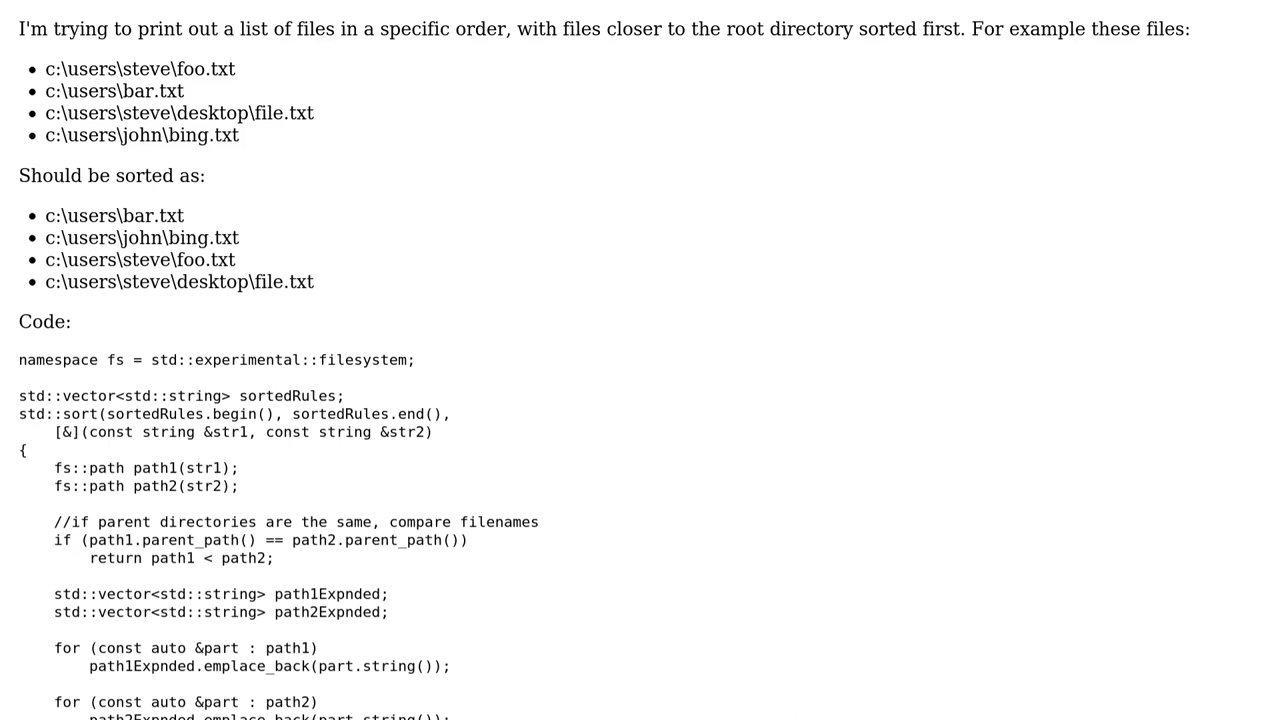 I'm trying to print out a list of files in a specific order, with files closer to the root directory sorted first. For example these files:
• c:\users\steve\foo.txt
• c:\users\bar.txt
• c:\users\steve\desktop\file.txt
• c:\users\john\bing.txt
Should be sorted as:
• c:\users\bar.txt
• c:\users\john\bing.txt
• c:\users\steve\foo.txt
• c:\users\steve\desktop\file.txt
Code:
namespace fs = std::experimental::filesystem;
std::vector<std::string> sortedRules;
std::sort(sortedRules.begin(), sortedRules.end(),
    [&](const string &str1, const string &str2)
{
    fs::path path1(str1);
    fs::path path2(str2);
    //if parent directories are the same, compare filenames
    if (path1.parent_path() == path2.parent_path())
        return path1 < path2;
    std::vector<std::string> path1Expnded;
    std::vector<std::string> path2Expnded;
    for (const auto &part : path1)
        path1Expnded.emplace_back(part.string());
    for (const auto &part : path2)
        path2Expnded.emplace_back(part.string());